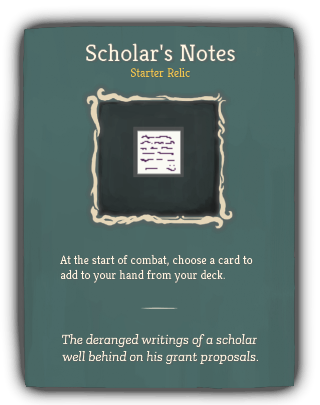 Scholar's Notes
Starter Relic
At the start of combat, choose a card to
add to your hand from your deck.
The deranged writings of a scholar
well behind on his grant proposals.